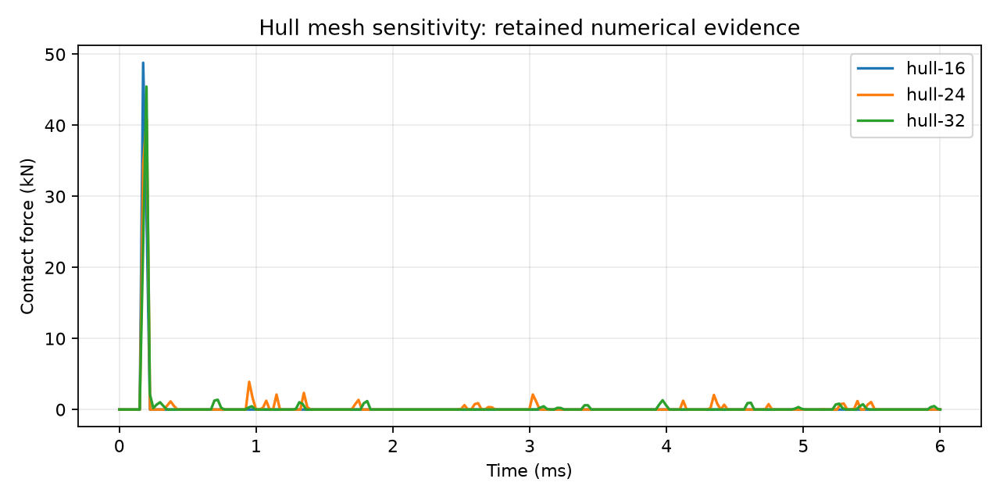 Hull mesh sensitivity: retained numerical evidence
50
40
30
20
10
0
Contact force (kN)
hull-16
hull-24
hull-32
0 1 2 3 4 5 6
Time (ms)